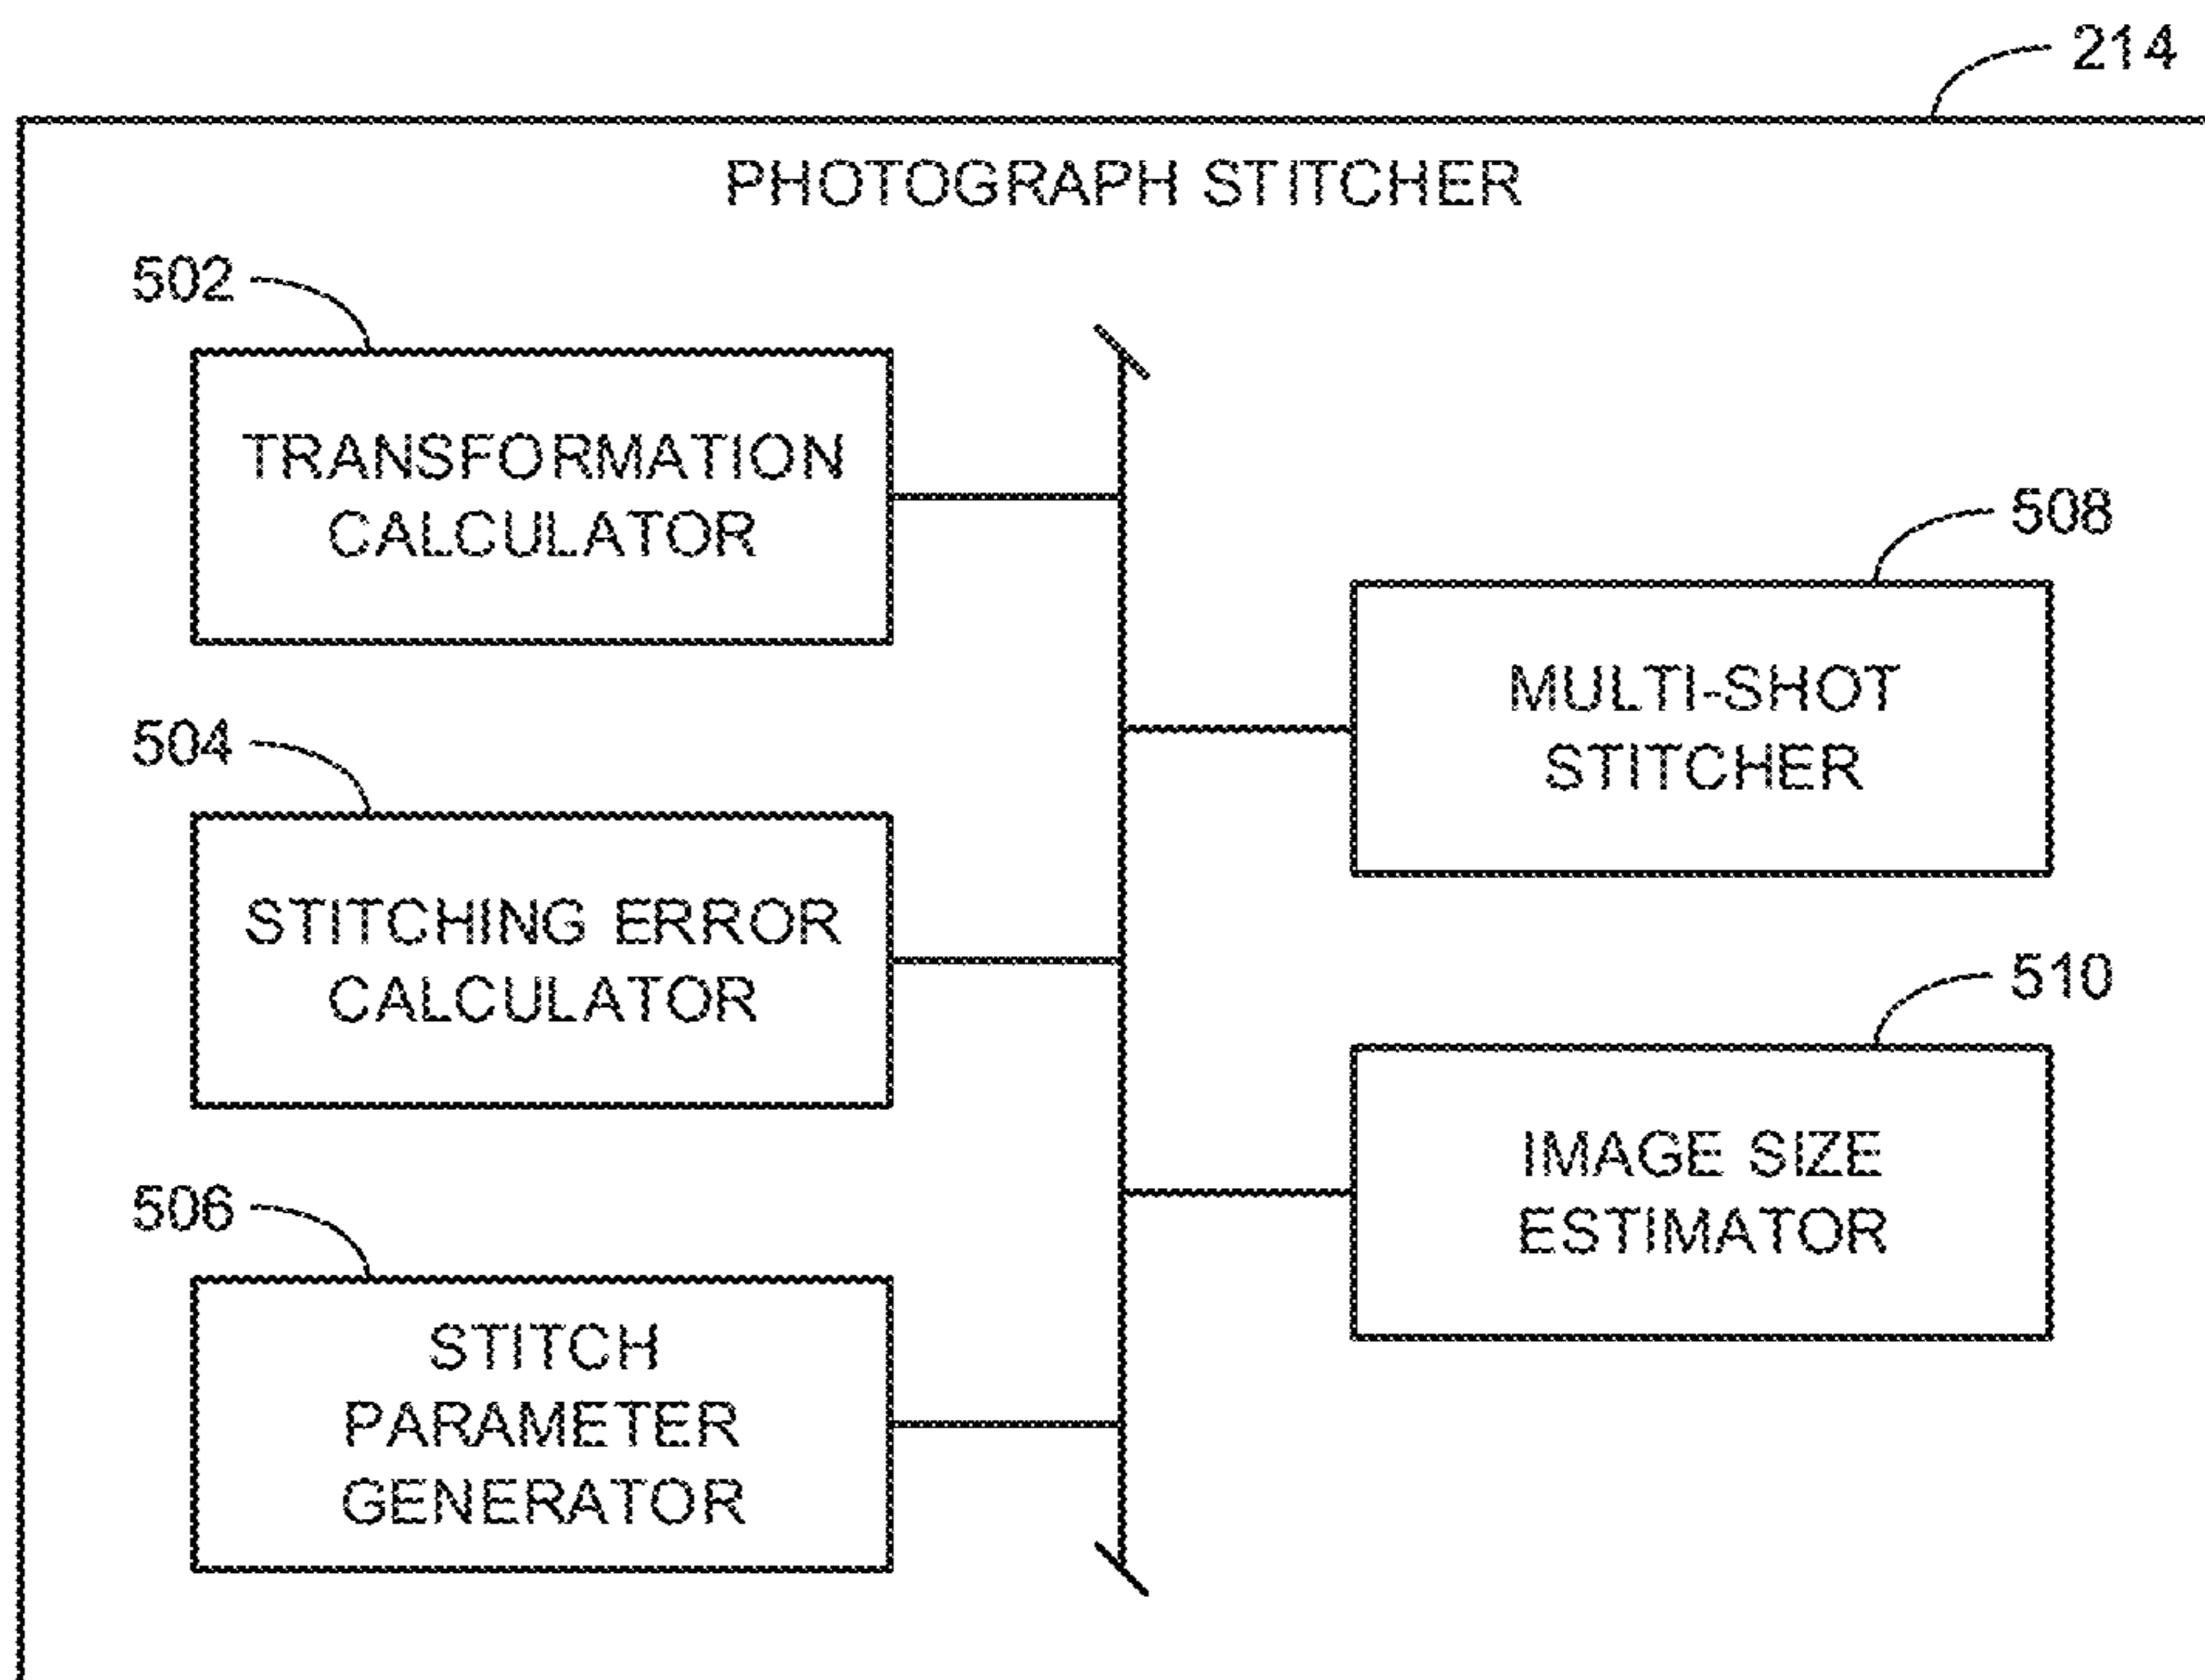 214
PHOTOGRAPH STITCHER
502
TRANSFORMATION
CALCULATOR
504
STITCHING ERROR
CALCULATOR
506
STITCH
PARAMETER
GENERATOR
508
MULTI-SHOT
STITCHER
510
IMAGE SIZE
ESTIMATOR